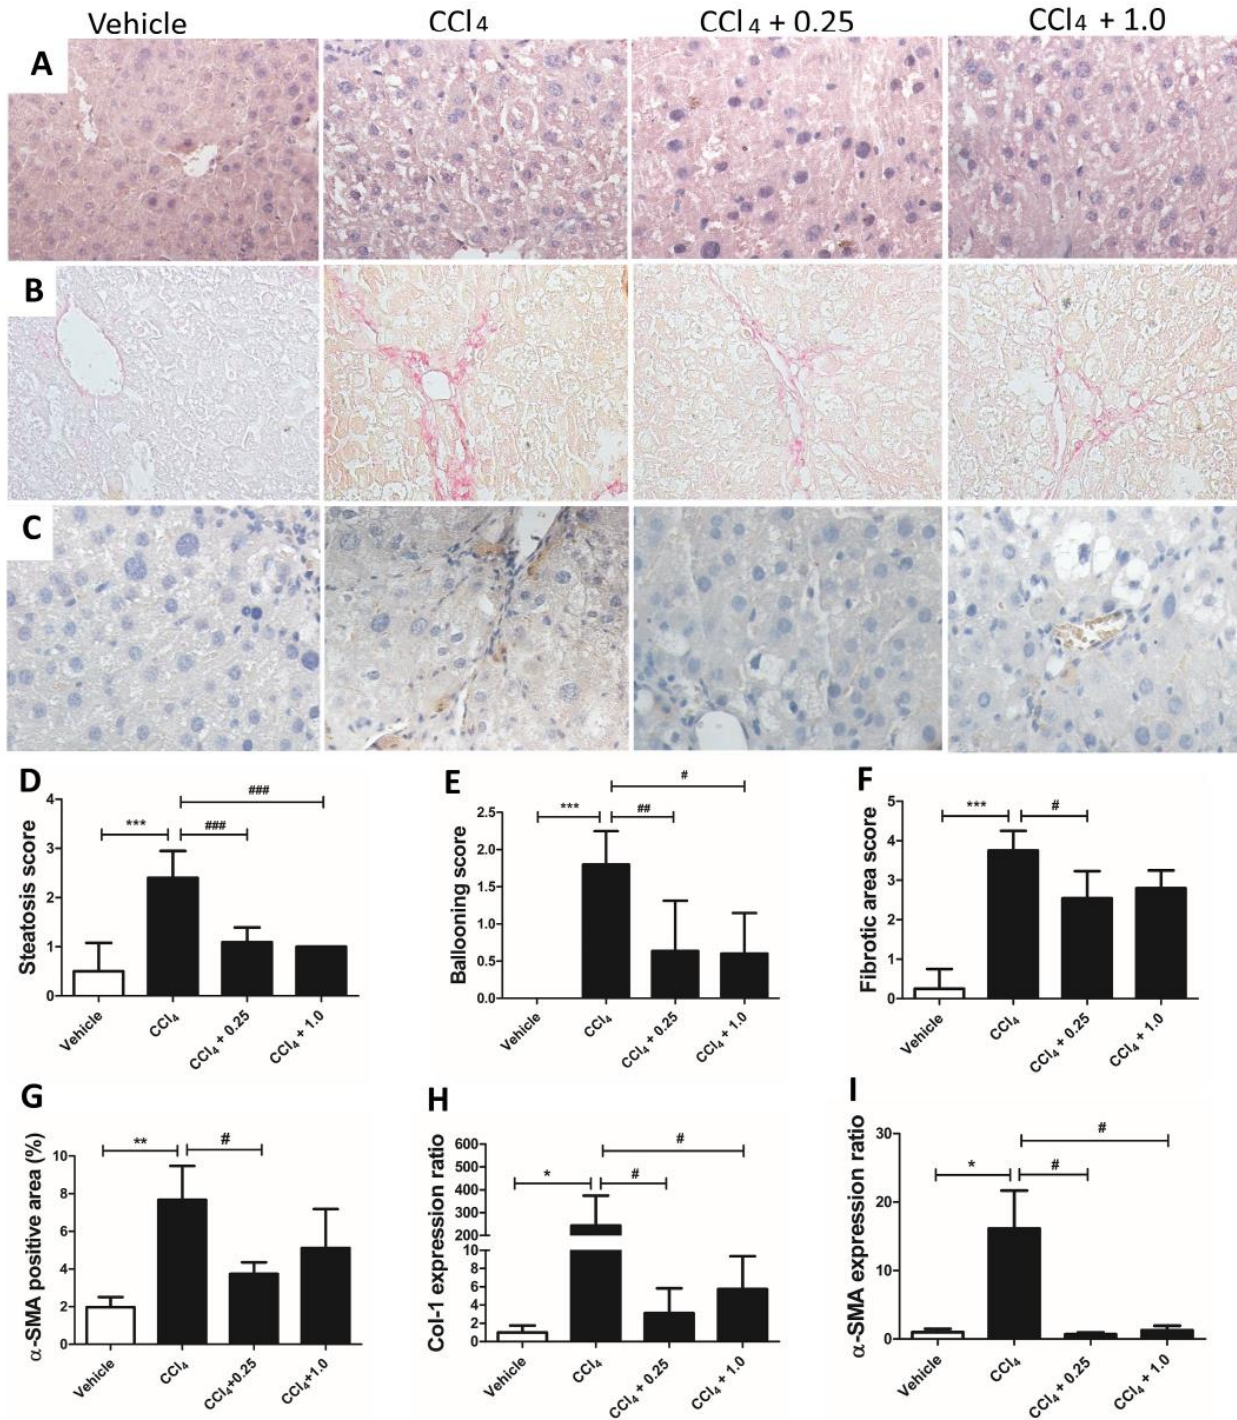 Vehicle CCl4 CCl4 + 0.25 CCl4 + 1.0
A
B
C
D
Steatosis score
4
3
2
1
0
***
###
###
Vehicle
CCl4
CCl4 + 0.25
CCl4 + 1.0
E
Ballooning score
2.5
2.0
1.5
1.0
0.5
0.0
***
##
#
Vehicle
CCl4
CCl4 + 0.25
CCl4 + 1.0
F
Fibrotic area score
5
4
3
2
1
0
***
#
Vehicle
CCl4
CCl4 + 0.25
CCl4 + 1.0
G
α-SMA positive area (%)
10
8
6
4
2
0
**
#
Vehicle
CCl4
CCl4+0.25
CCl4+1.0
H
Col-1 expression ratio
600
500
400
300
200
10
8
6
4
2
0
*
#
#
Vehicle
CCl4
CCl4 + 0.25
CCl4 + 1.0
I
α-SMA expression ratio
30
20
10
0
*
#
#
Vehicle
CCl4
CCl4 + 0.25
CCl4 + 1.0